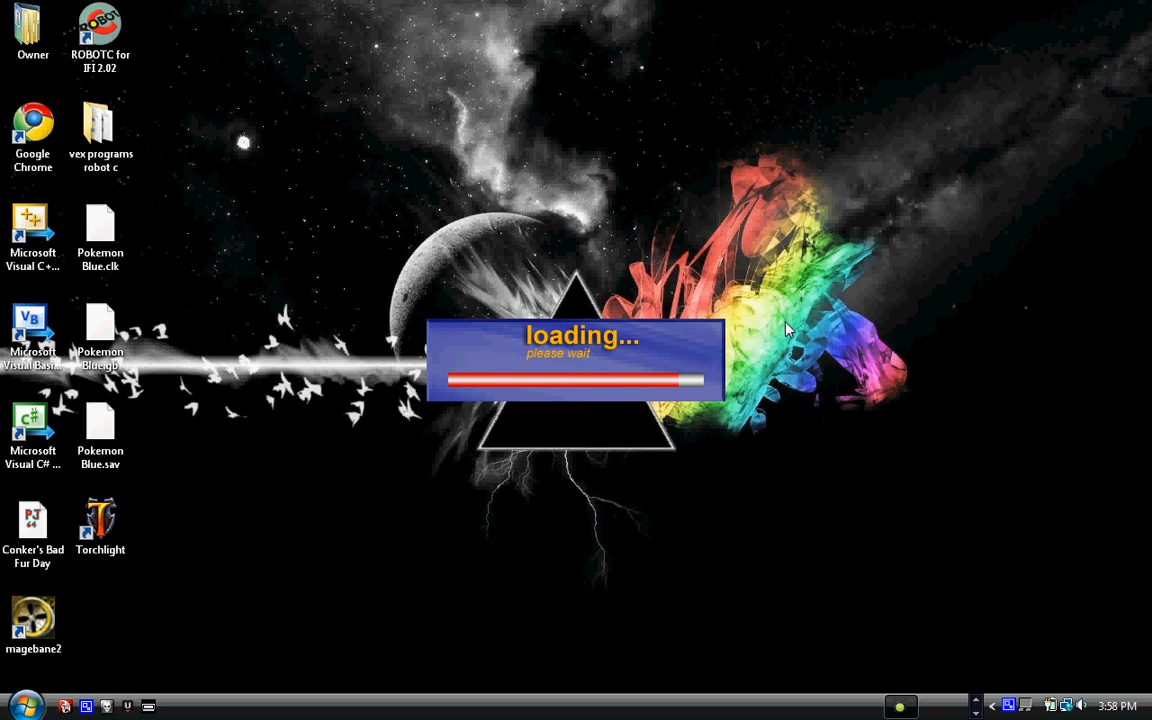 Owner
ROBOTC for
IFI 2.02
Google
Chrome
vex programs
robot c
Microsoft
Visual C+...
Pokemon
Blue.clk
Microsoft
Visual Basi...
Pokemon
Blue.gb
Microsoft
Visual C# ...
Pokemon
Blue.sav
Conker's Bad
Fur Day
Torchlight
magebane2
loading...
please wait
3:58 PM